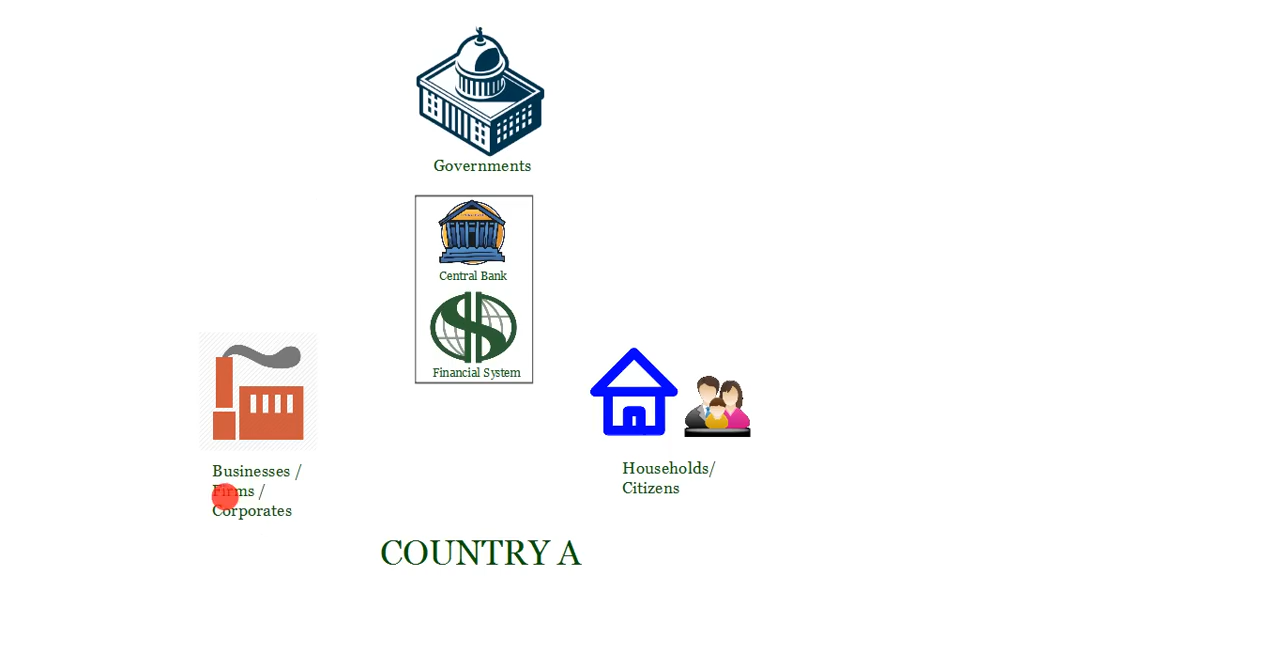 Governments
Central Bank
Financial System
Businesses /
Firms /
Corporates
Households/
Citizens
COUNTRY A